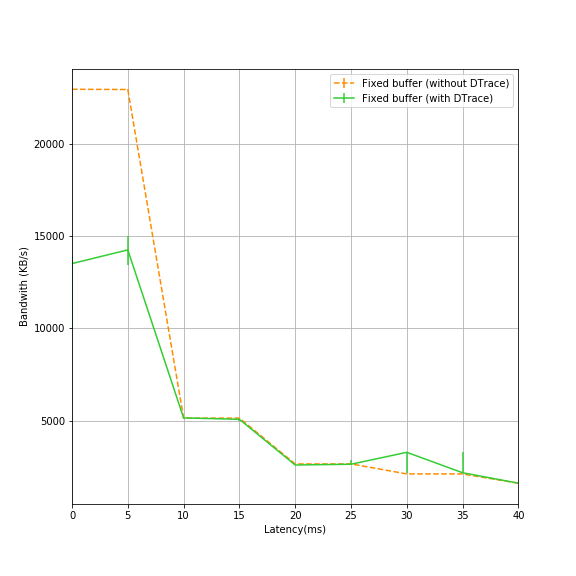 Fixed buffer (without DTrace)
Fixed buffer (with DTrace)
20000
15000
10000
5000
Bandwith (KB/s)
0 5 10 15 20 25 30 35 40
Latency(ms)